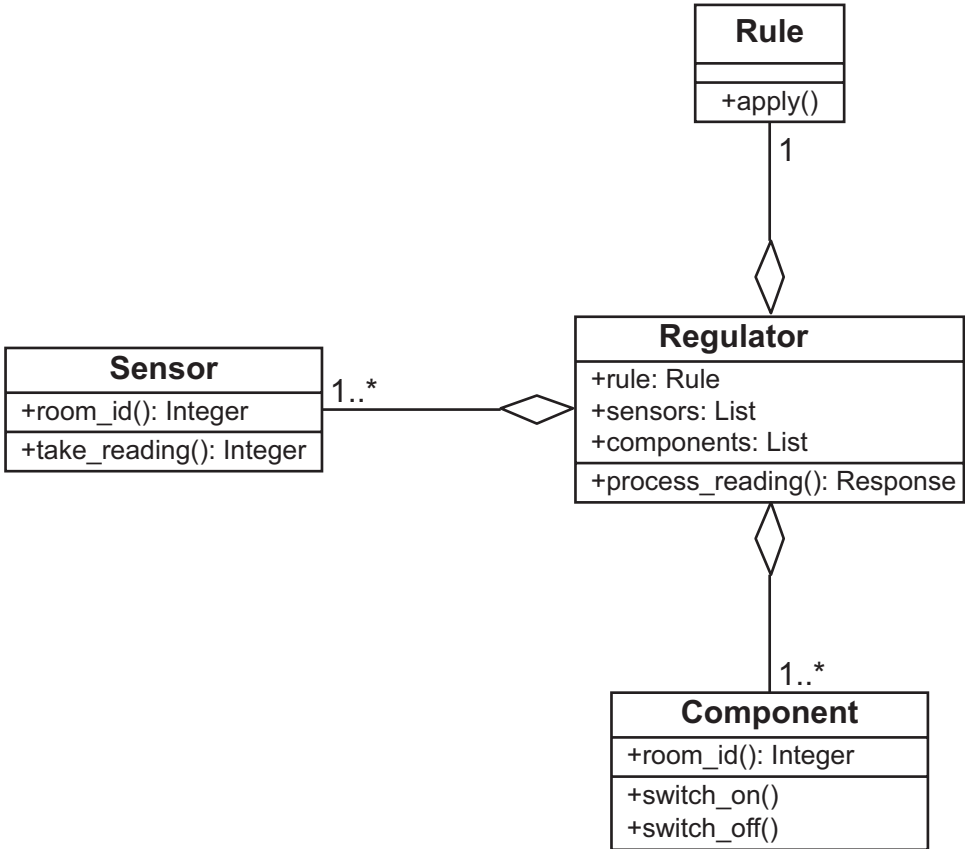 Rule
+apply()
1
Sensor
+room_id(): Integer
+take_reading(): Integer
1..*
Regulator
+rule: Rule
+sensors: List
+components: List
+process_reading(): Response
1..*
Component
+room_id(): Integer
+switch_on()
+switch_off()